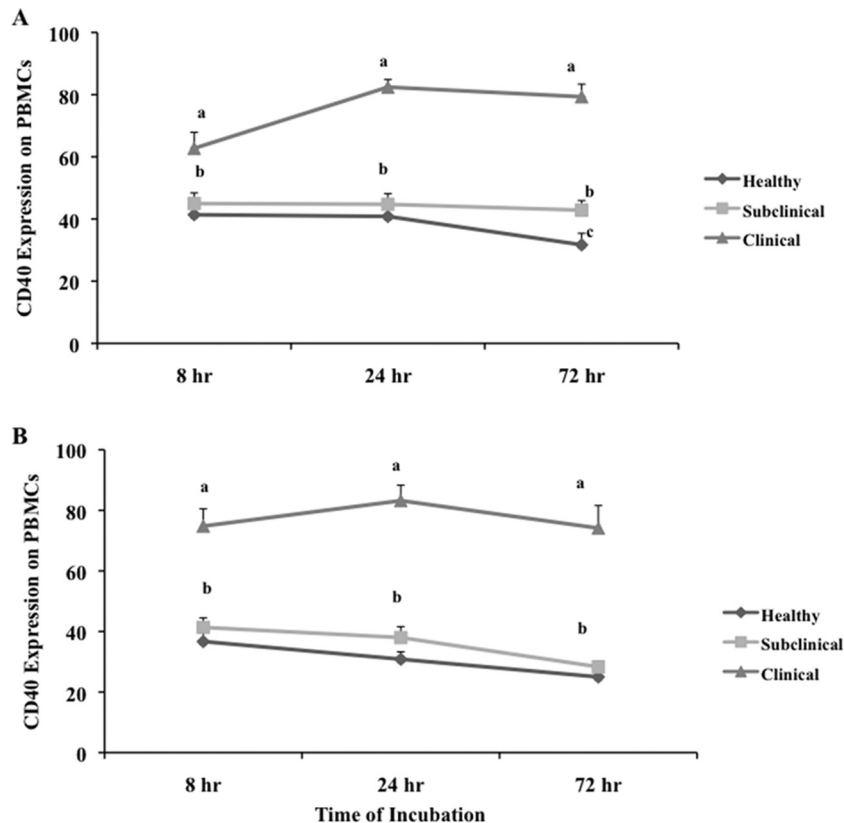 A
CD40 Expression on PBMCs
100
80
60
40
20
0
a
a
a
b
b
b
c
8 hr
24 hr
72 hr
Healthy
Subclinical
Clinical
B
CD40 Expression on PBMCs
100
80
60
40
20
0
a
a
a
b
b
b
8 hr
24 hr
72 hr
Time of Incubation
Healthy
Subclinical
Clinical